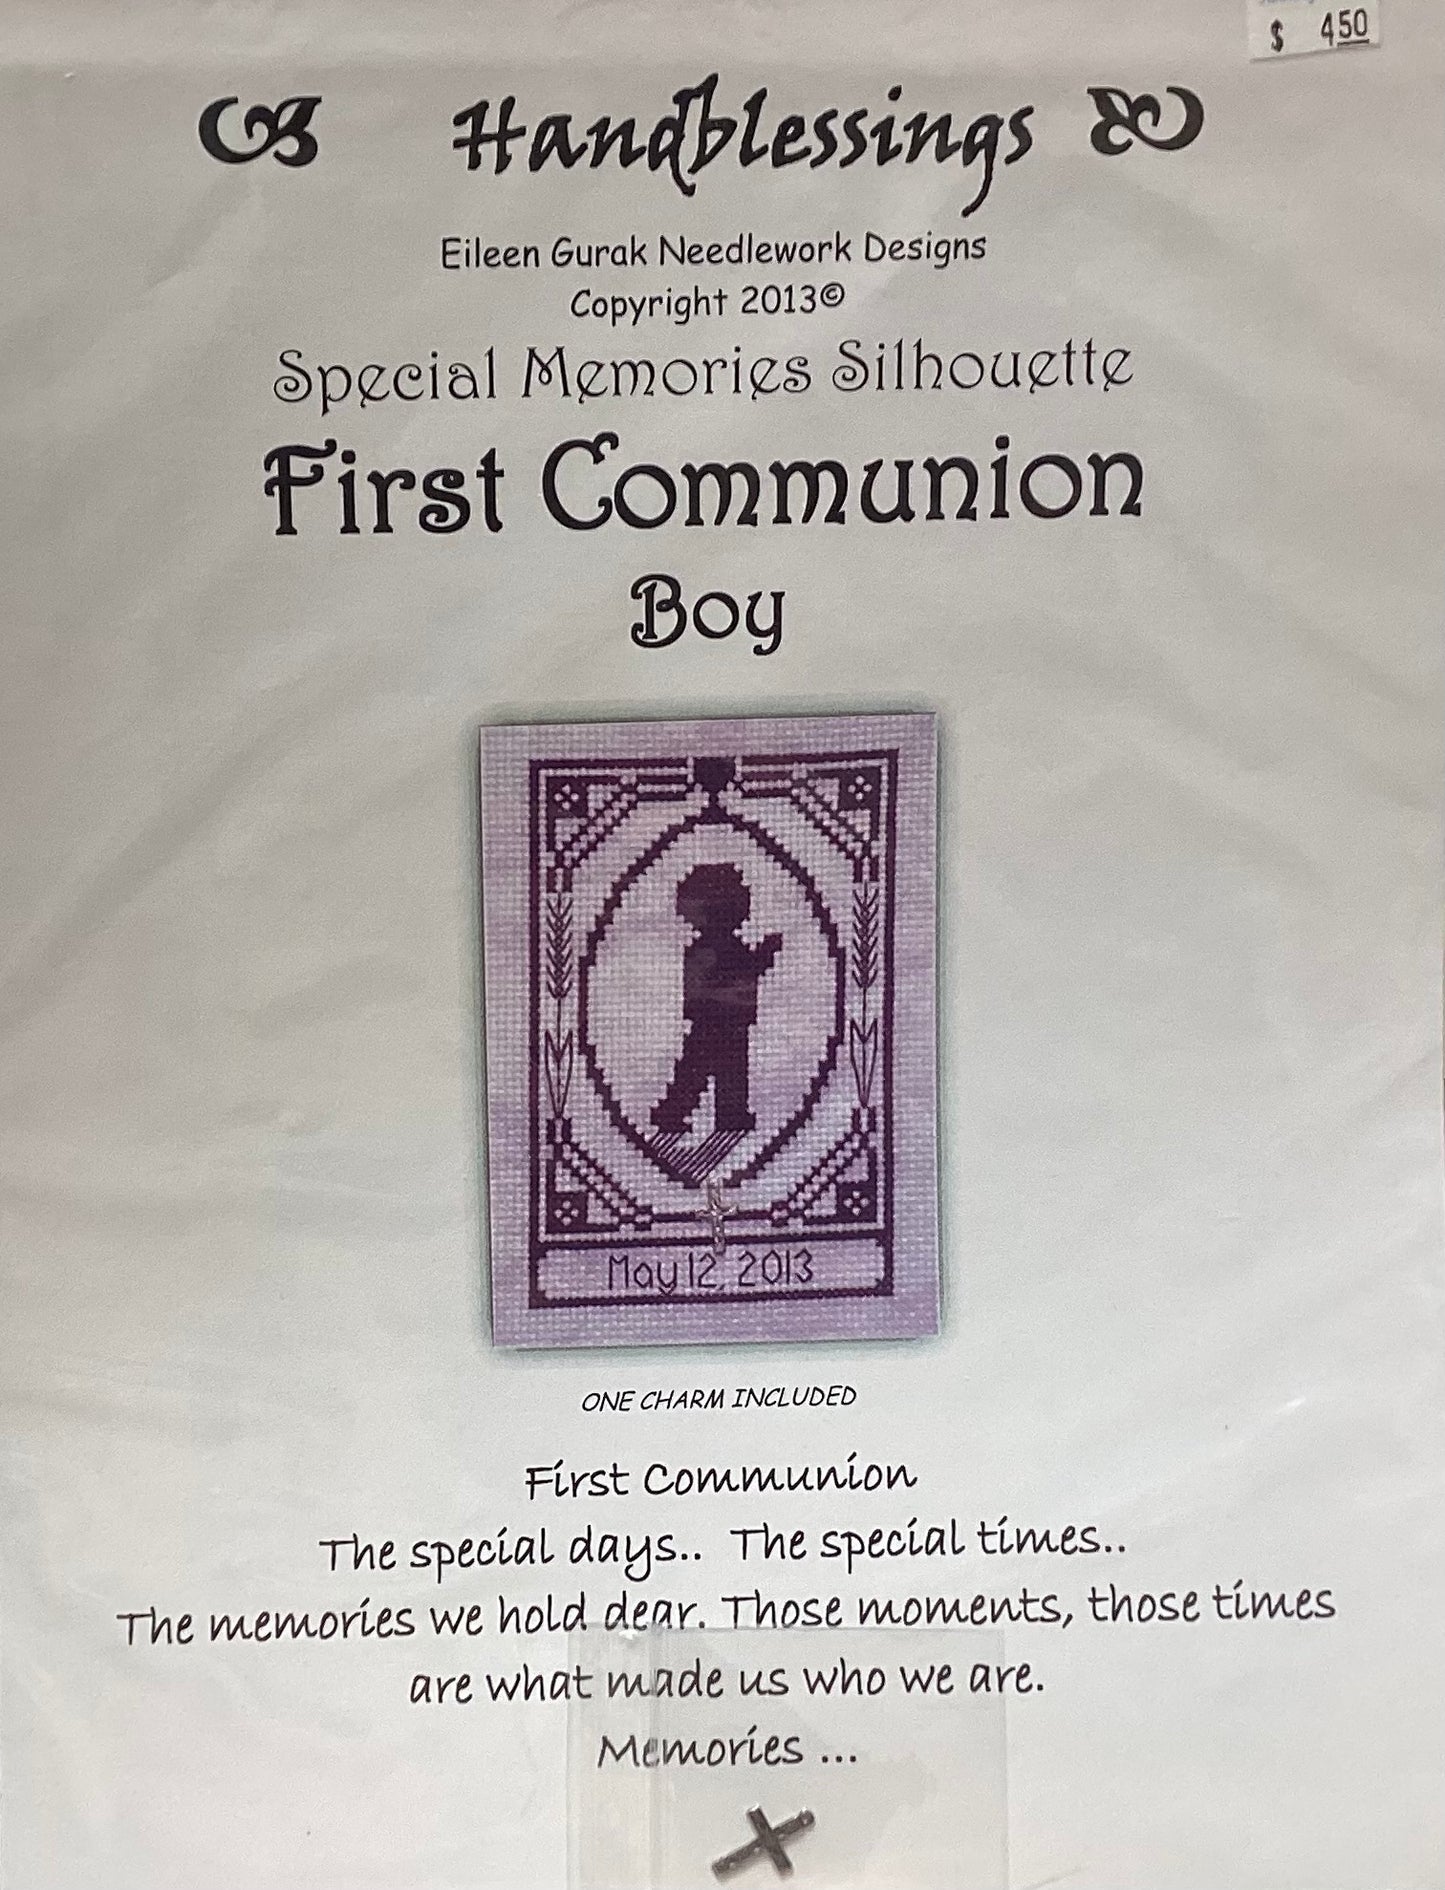 $ 4.50
Handblessings
Eileen Gurak Needlework Designs
Copyright 2013©
Special Memories Silhouette
First Communion
Boy
May 12, 2013
ONE CHARM INCLUDED
First Communion
The special days.. The special times..
The memories we hold dear. Those moments, those times
are what made us who we are.
Memories ...